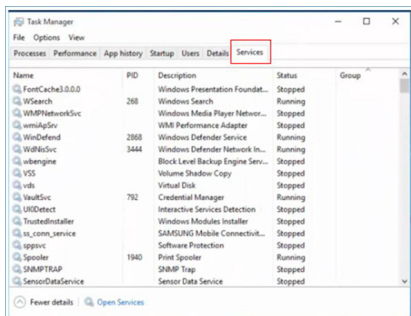 Task Manager
File Options View
Processes Performance App history Startup Users Details Services
Name PID Description Status Group
FontCache3.0.0.0 Windows Presentation Foundat... Stopped
WSearch 268 Windows Search Running
WMPNetworkSvc Windows Media Player Networ... Stopped
wmiApSrv WMI Performance Adapter Stopped
WinDefend 2868 Windows Defender Service Running
WdNisSvc 3444 Windows Defender Network In... Running
wbengine Block Level Backup Engine Serv... Stopped
VSS Volume Shadow Copy Stopped
vds Virtual Disk Stopped
VaultSvc 792 Credential Manager Running
UI0Detect Interactive Services Detection Stopped
TrustedInstaller Windows Modules Installer Stopped
ss_conn_service SAMSUNG Mobile Connectivit... Stopped
sppsvc Software Protection Stopped
Spooler 1940 Print Spooler Running
SNMPTRAP SNMP Trap Stopped
SensorDataService Sensor Data Service Stopped
Fewer details Open Services